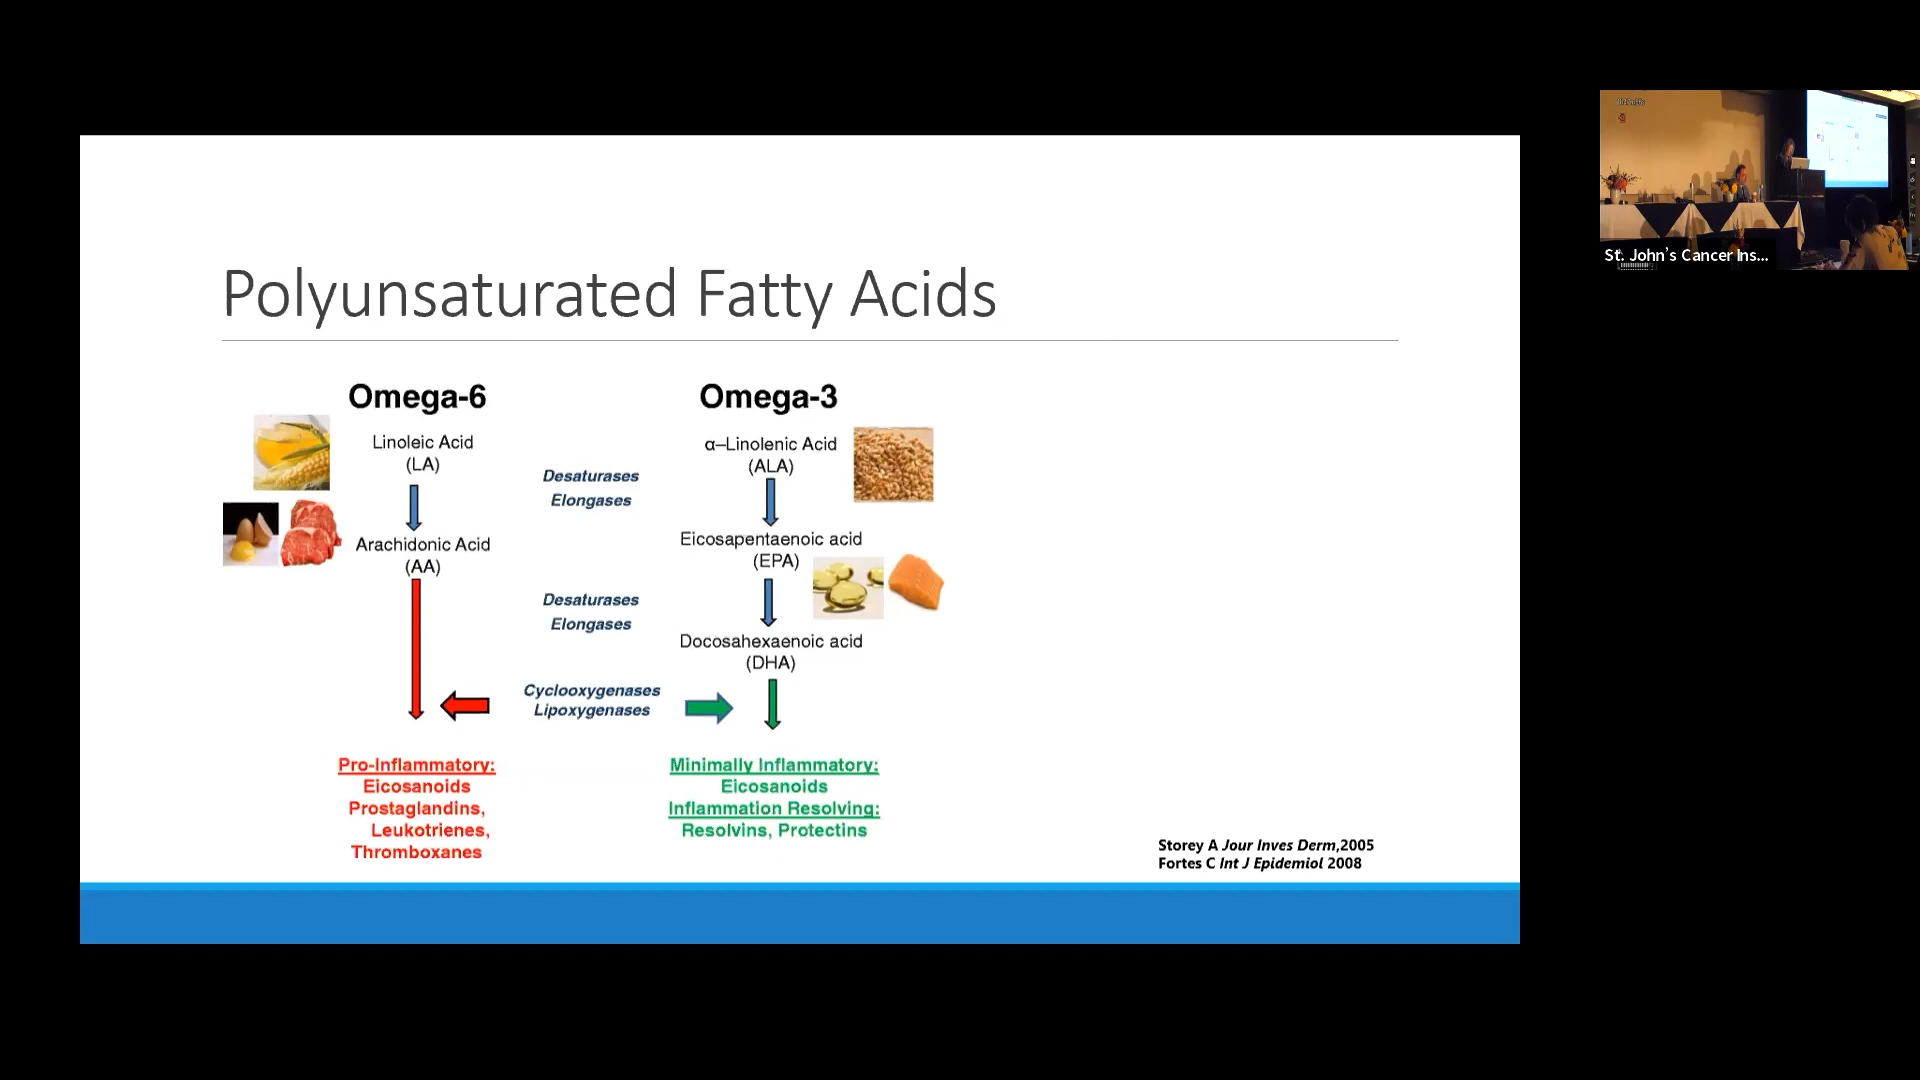 Polyunsaturated Fatty Acids
Omega-6
Linoleic Acid
(LA)
Arachidonic Acid
(AA)
Pro-Inflammatory:
Eicosanoids
Prostaglandins,
Leukotrienes,
Thromboxanes
Desaturases
Elongases
Desaturases
Elongases
Cyclooxygenases
Lipoxygenases
Omega-3
α–Linolenic Acid
(ALA)
Eicosapentaenoic acid
(EPA)
Docosahexaenoic acid
(DHA)
Minimally Inflammatory:
Eicosanoids
Inflammation Resolving:
Resolvins, Protectins
Storey A Jour Inves Derm,2005
Fortes C Int J Epidemiol 2008
St. John's Cancer Ins...